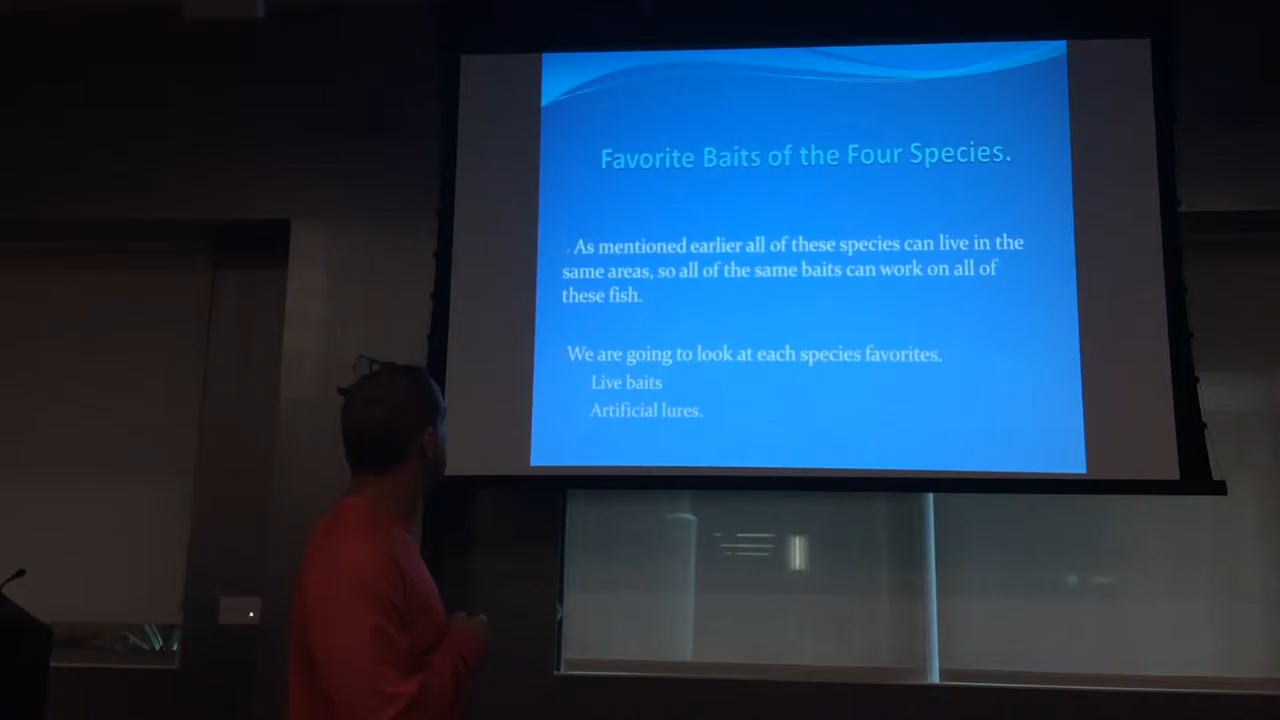 Favorite Baits of the Four Species.
As mentioned earlier all of these species can live in the
same areas, so all of the same baits can work on all of
these fish.
We are going to look at each species favorites.
Live baits
Artificial lures.